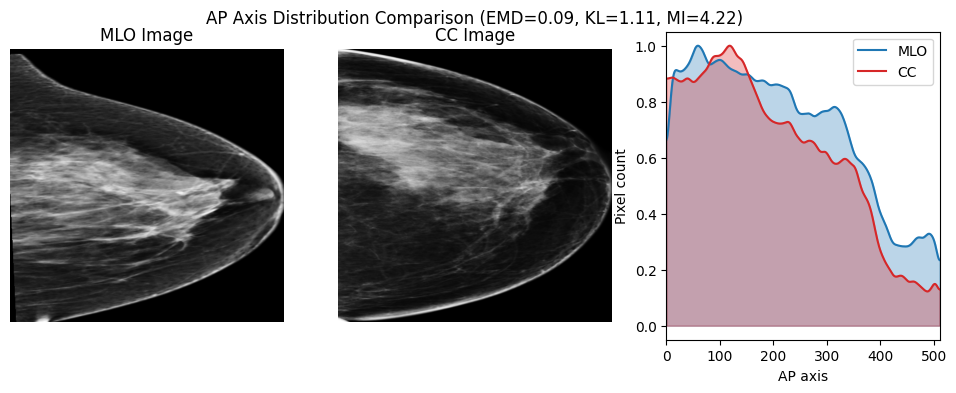 AP Axis Distribution Comparison (EMD=0.09, KL=1.11, MI=4.22)
MLO Image
CC Image
MLO
CC
Pixel count
1.0
0.8
0.6
0.4
0.2
0.0
0 100 200 300 400 500
AP axis